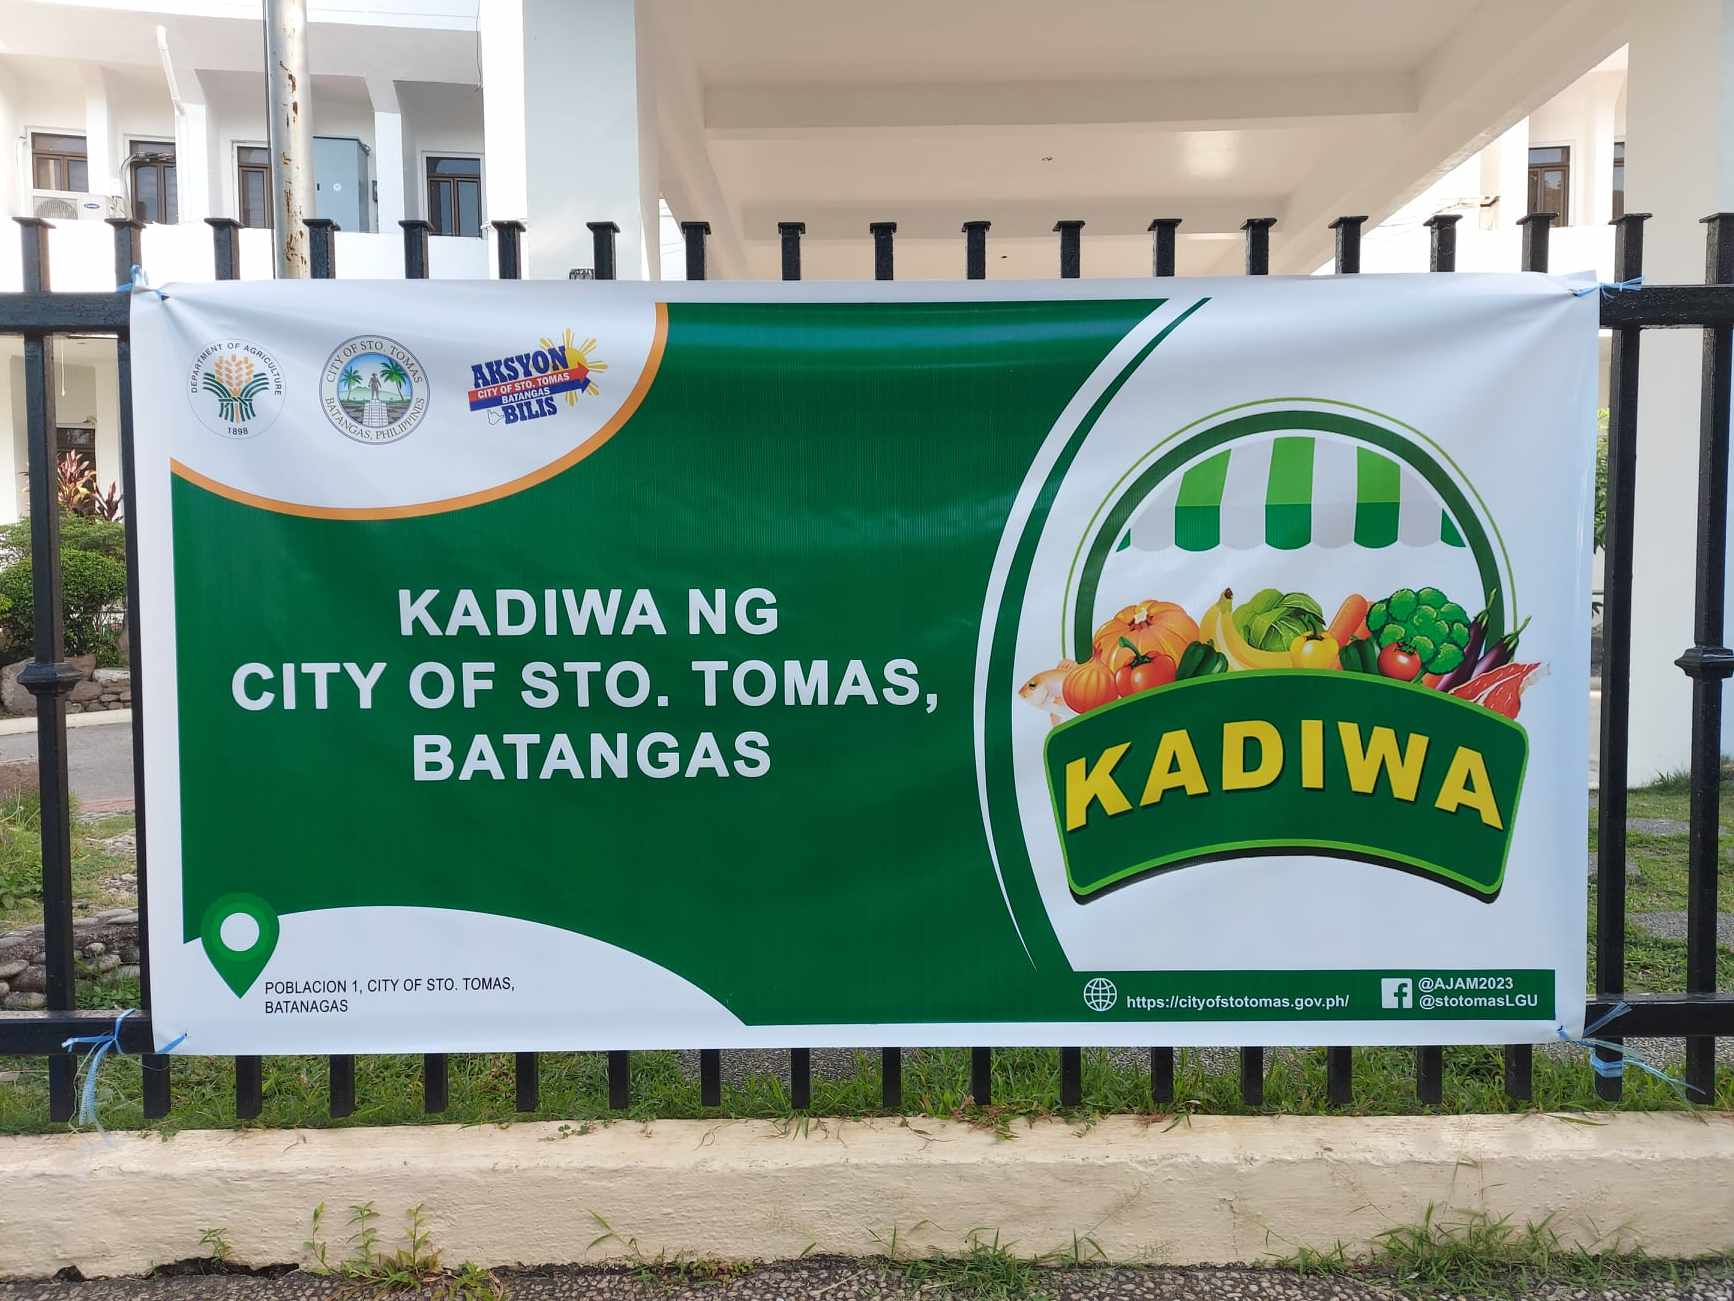 DEPARTMENT OF AGRICULTURE
1898
CITY OF STO. TOMAS
BATANGAS, PHILIPPINES
AKSYON
CITY OF STO. TOMAS
BATANGAS
BILIS
KADIWA NG
CITY OF STO. TOMAS,
BATANGAS
KADIWA
POBLACION 1, CITY OF STO. TOMAS,
BATANAGAS
https://cityofstotomas.gov.ph/
@AJAM2023
@stotomasLGU